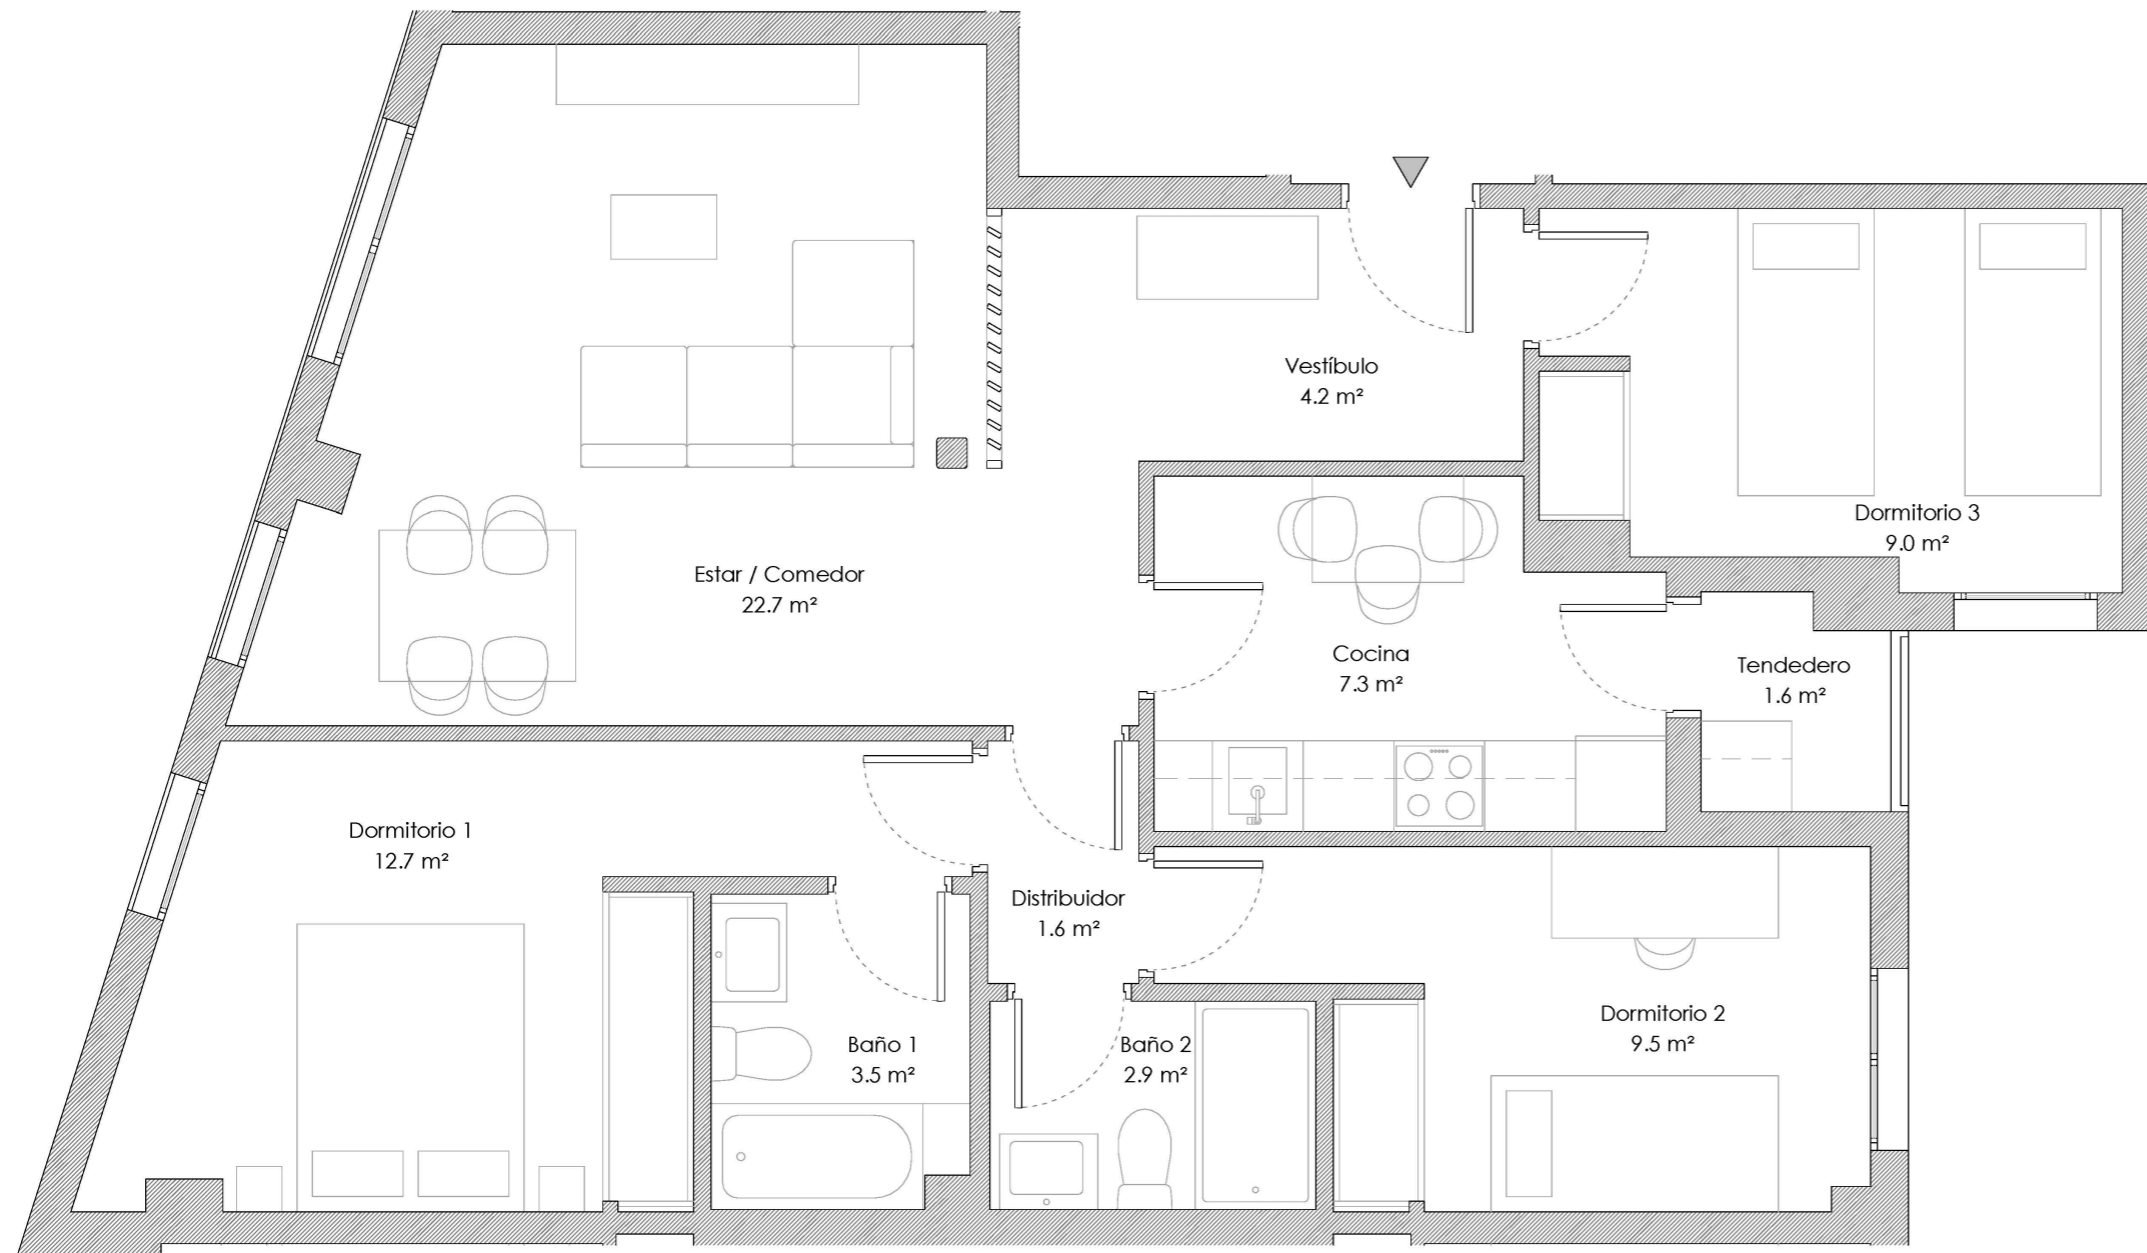 Vestíbulo
4.2 m²
Dormitorio 3
9.0 m²
Estar / Comedor
22.7 m²
Cocina
7.3 m²
Tendedero
1.6 m²
Dormitorio 1
12.7 m²
Distribuidor
1.6 m²
Baño 1
3.5 m²
Baño 2
2.9 m²
Dormitorio 2
9.5 m²